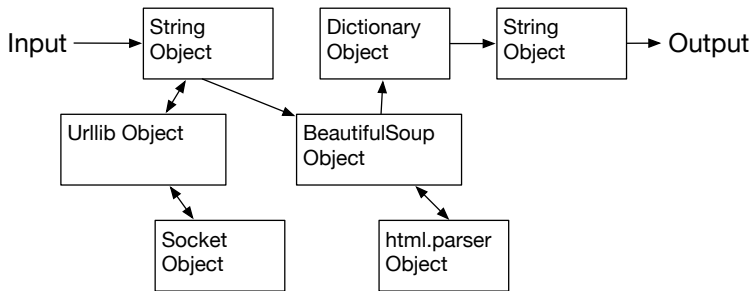 Input
String
Object
Dictionary
Object
String
Object
Output
Urllib Object
BeautifulSoup
Object
Socket
Object
html.parser
Object